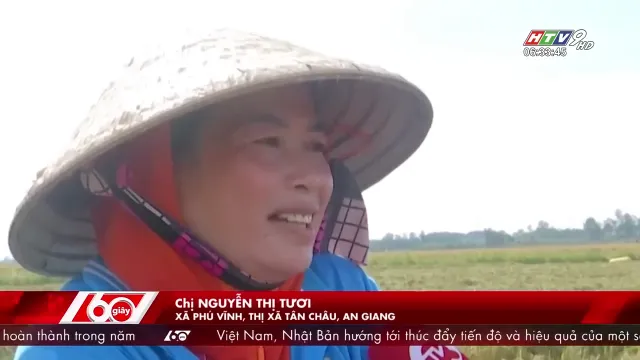 HTV9 HD
06:33:45
60 giây
Chị NGUYỄN THỊ TƯƠI
XÃ PHÚ VĨNH, THỊ XÃ TÂN CHÂU, AN GIANG
hoàn thành trong năm Việt Nam, Nhật Bản hướng tới thúc đẩy tiến độ và hiệu quả của một s